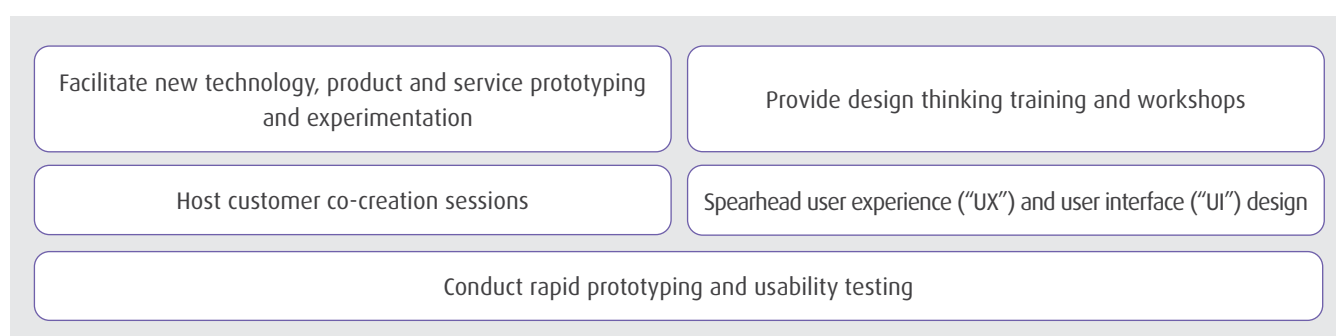 Facilitate new technology, product and service prototyping
and experimentation
Provide design thinking training and workshops
Host customer co-creation sessions
Spearhead user experience (“UX”) and user interface (“UI”) design
Conduct rapid prototyping and usability testing